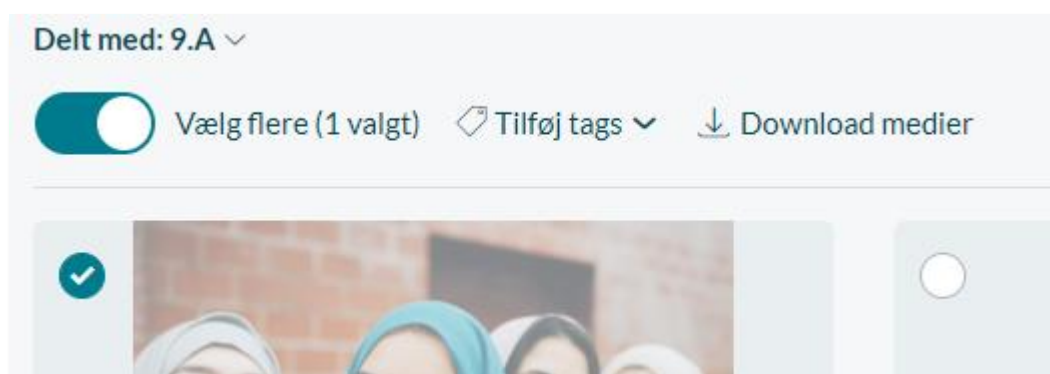 Delt med: 9.A
Vælg flere (1 valgt) Tilføj tags Download medier